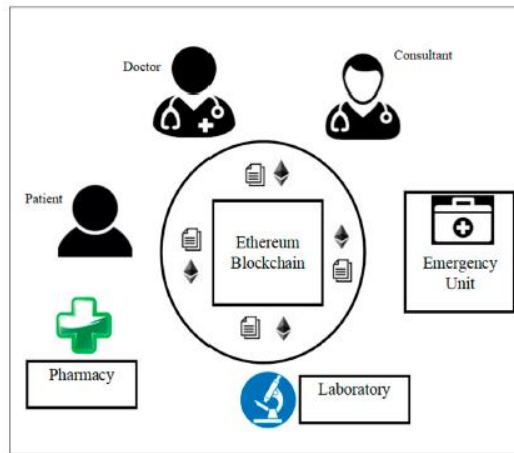 Doctor
Consultant
Patient
Ethereum
Blockchain
Emergency
Unit
Pharmacy
Laboratory